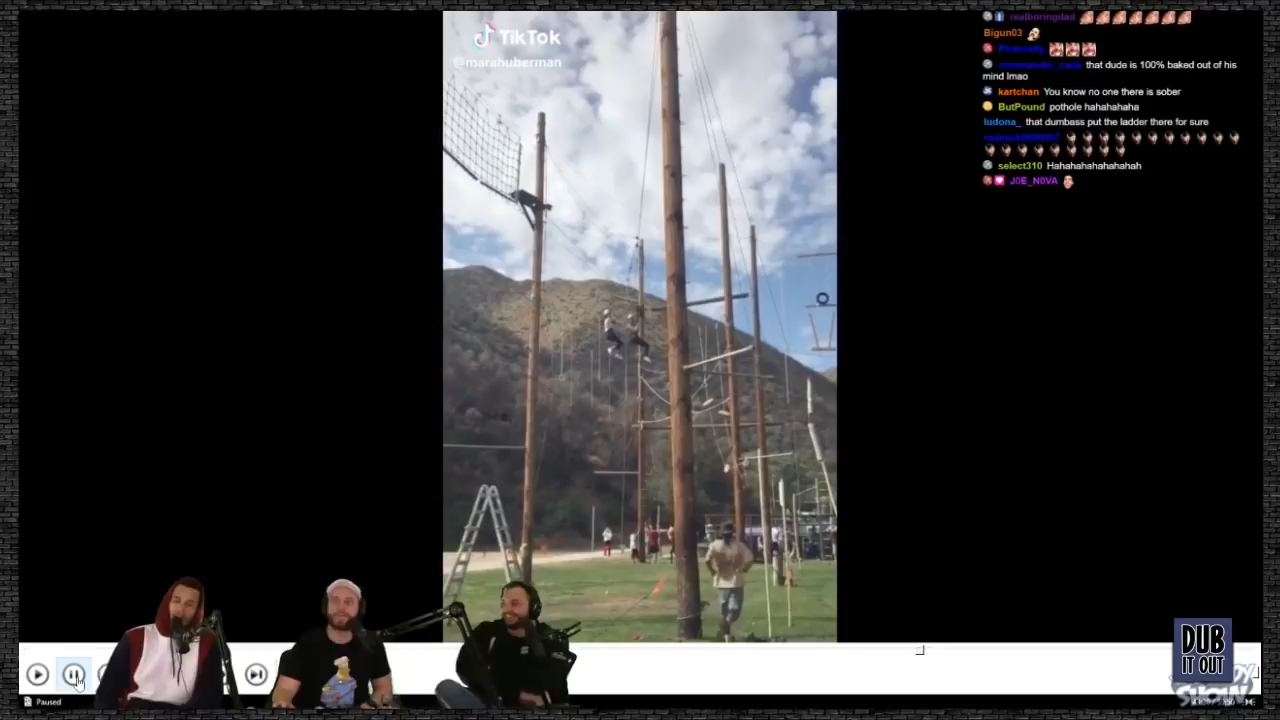 TikTok
@marahuberman
realboringdad
Bigun03
that dude is 100% baked out of his
mind lmao
kartchan You know no one there is sober
ButPound pothole hahahaha
ludona_ that dumbass put the ladder there for sure
select310 Hahahahahahahahah
J0E_N0VA
DUB
IT OUT
SHOW
Paused